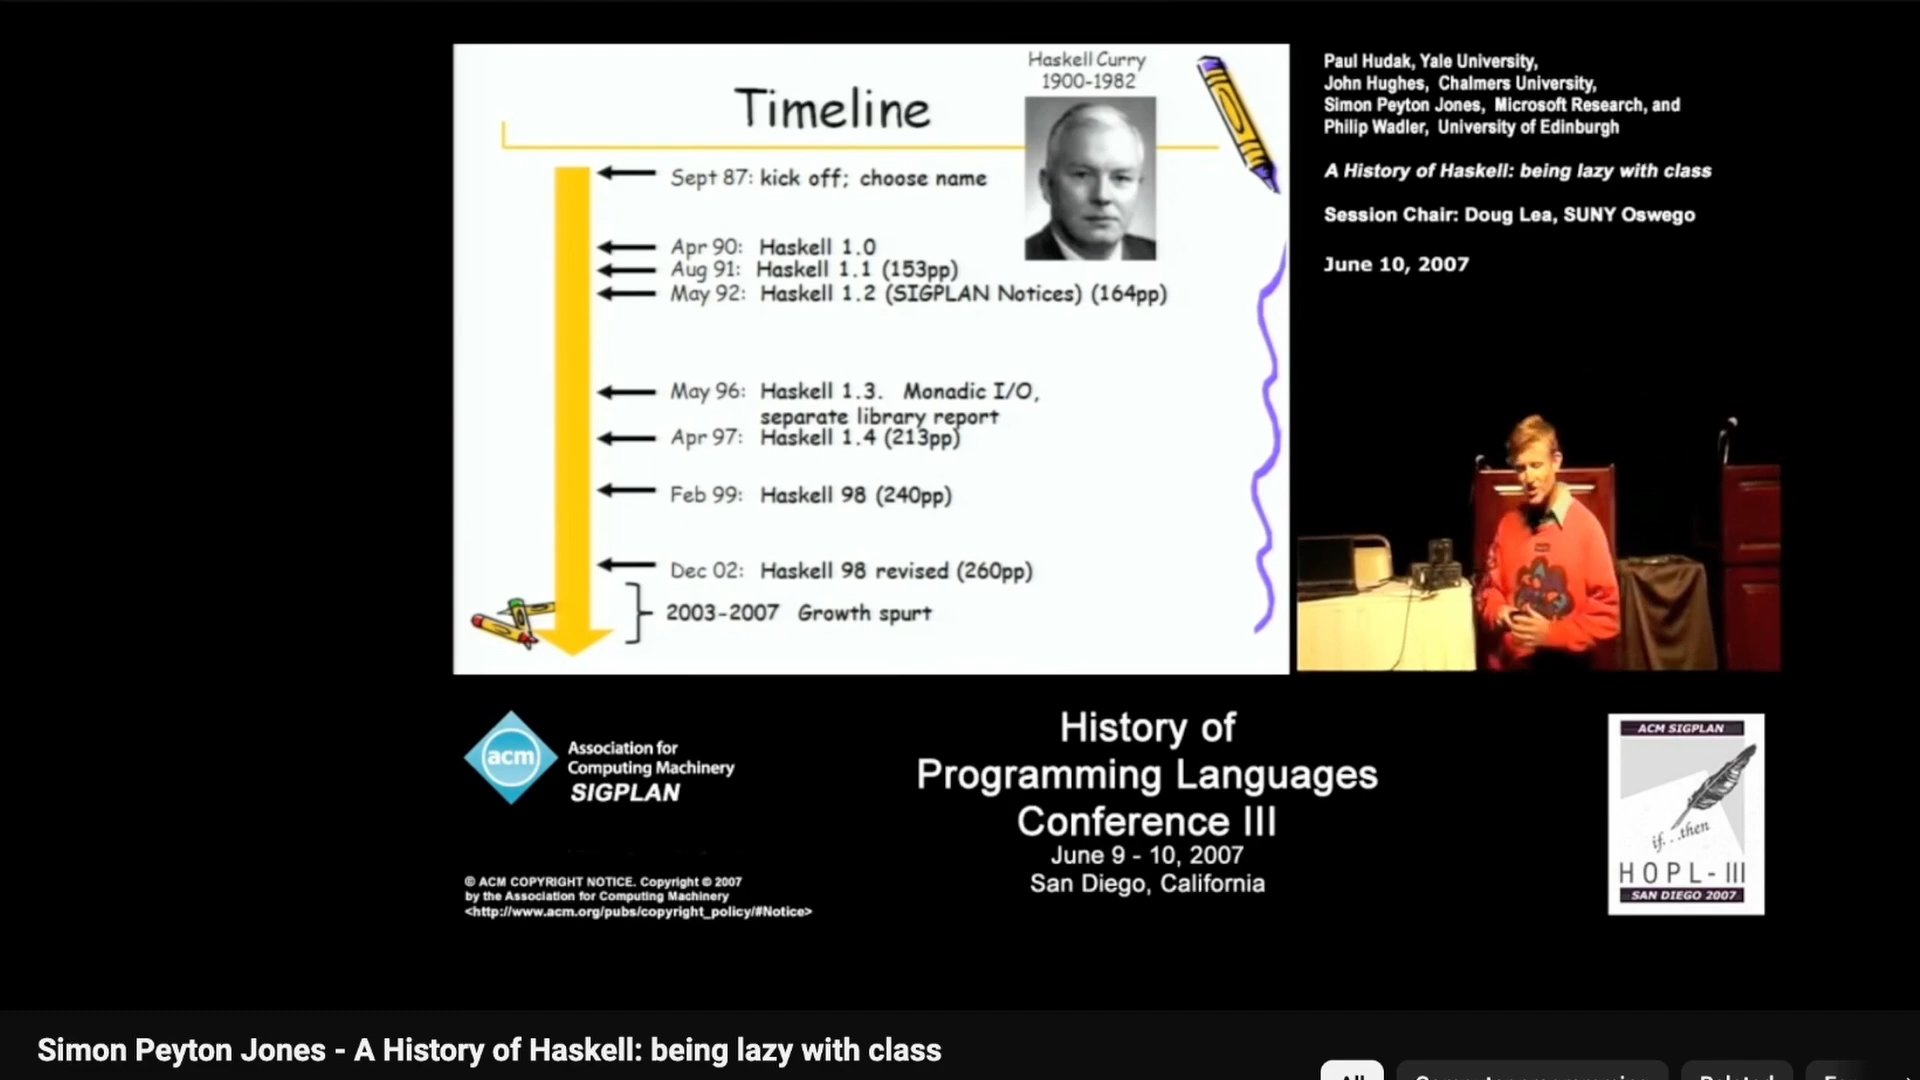 Haskell Curry
1900-1982
Timeline
Sept 87: kick off; choose name
Apr 90: Haskell 1.0
Aug 91: Haskell 1.1 (153pp)
May 92: Haskell 1.2 (SIGPLAN Notices) (164pp)
May 96: Haskell 1.3. Monadic I/O,
separate library report
Apr 97: Haskell 1.4 (213pp)
Feb 99: Haskell 98 (240pp)
Dec 02: Haskell 98 revised (260pp)
2003-2007 Growth spurt
Paul Hudak, Yale University,
John Hughes, Chalmers University,
Simon Peyton Jones, Microsoft Research, and
Philip Wadler, University of Edinburgh
A History of Haskell: being lazy with class
Session Chair: Doug Lea, SUNY Oswego
June 10, 2007
acm
Association for
Computing Machinery
SIGPLAN
© ACM COPYRIGHT NOTICE. Copyright © 2007
by the Association for Computing Machinery
<http://www.acm.org/pubs/copyright_policy/#Notice>
History of
Programming Languages
Conference III
June 9 - 10, 2007
San Diego, California
ACM SIGPLAN
if. . .then
HOPL-III
SAN DIEGO 2007
Simon Peyton Jones - A History of Haskell: being lazy with class
All
Related